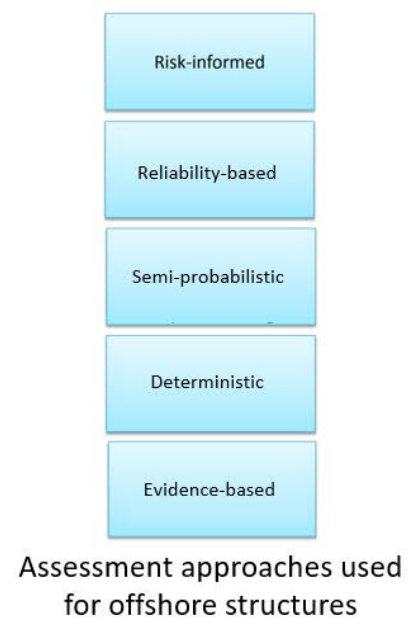 Risk-informed
Reliability-based
Semi-probabilistic
Deterministic
Evidence-based
Assessment approaches used
for offshore structures